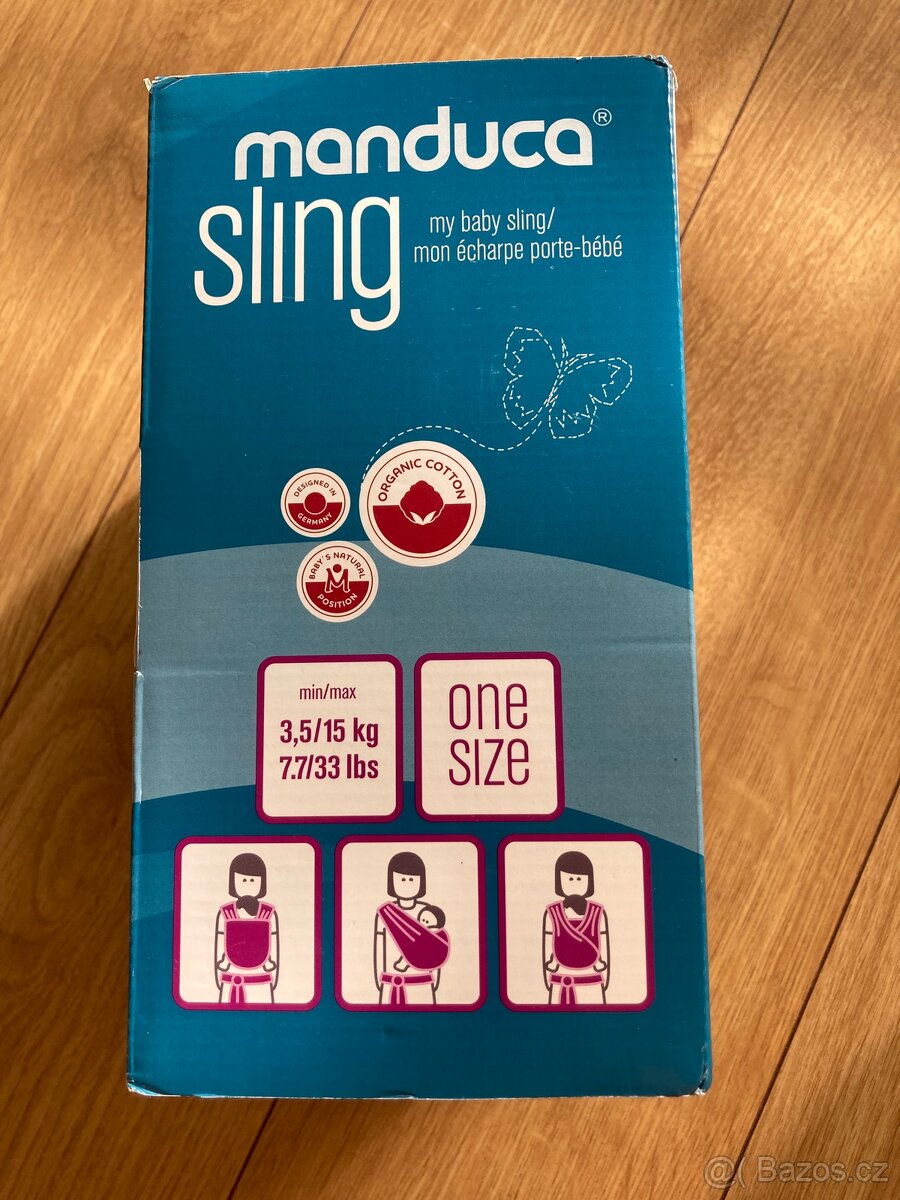 manduca®
sling
my baby sling/
mon écharpe porte-bébé
ORGANIC COTTON
DESIGNED IN
GERMANY
BABY'S NATURAL
POSITION
min/max
3,5/15 kg
7.7/33 lbs
one
size
@( Bazos.cz